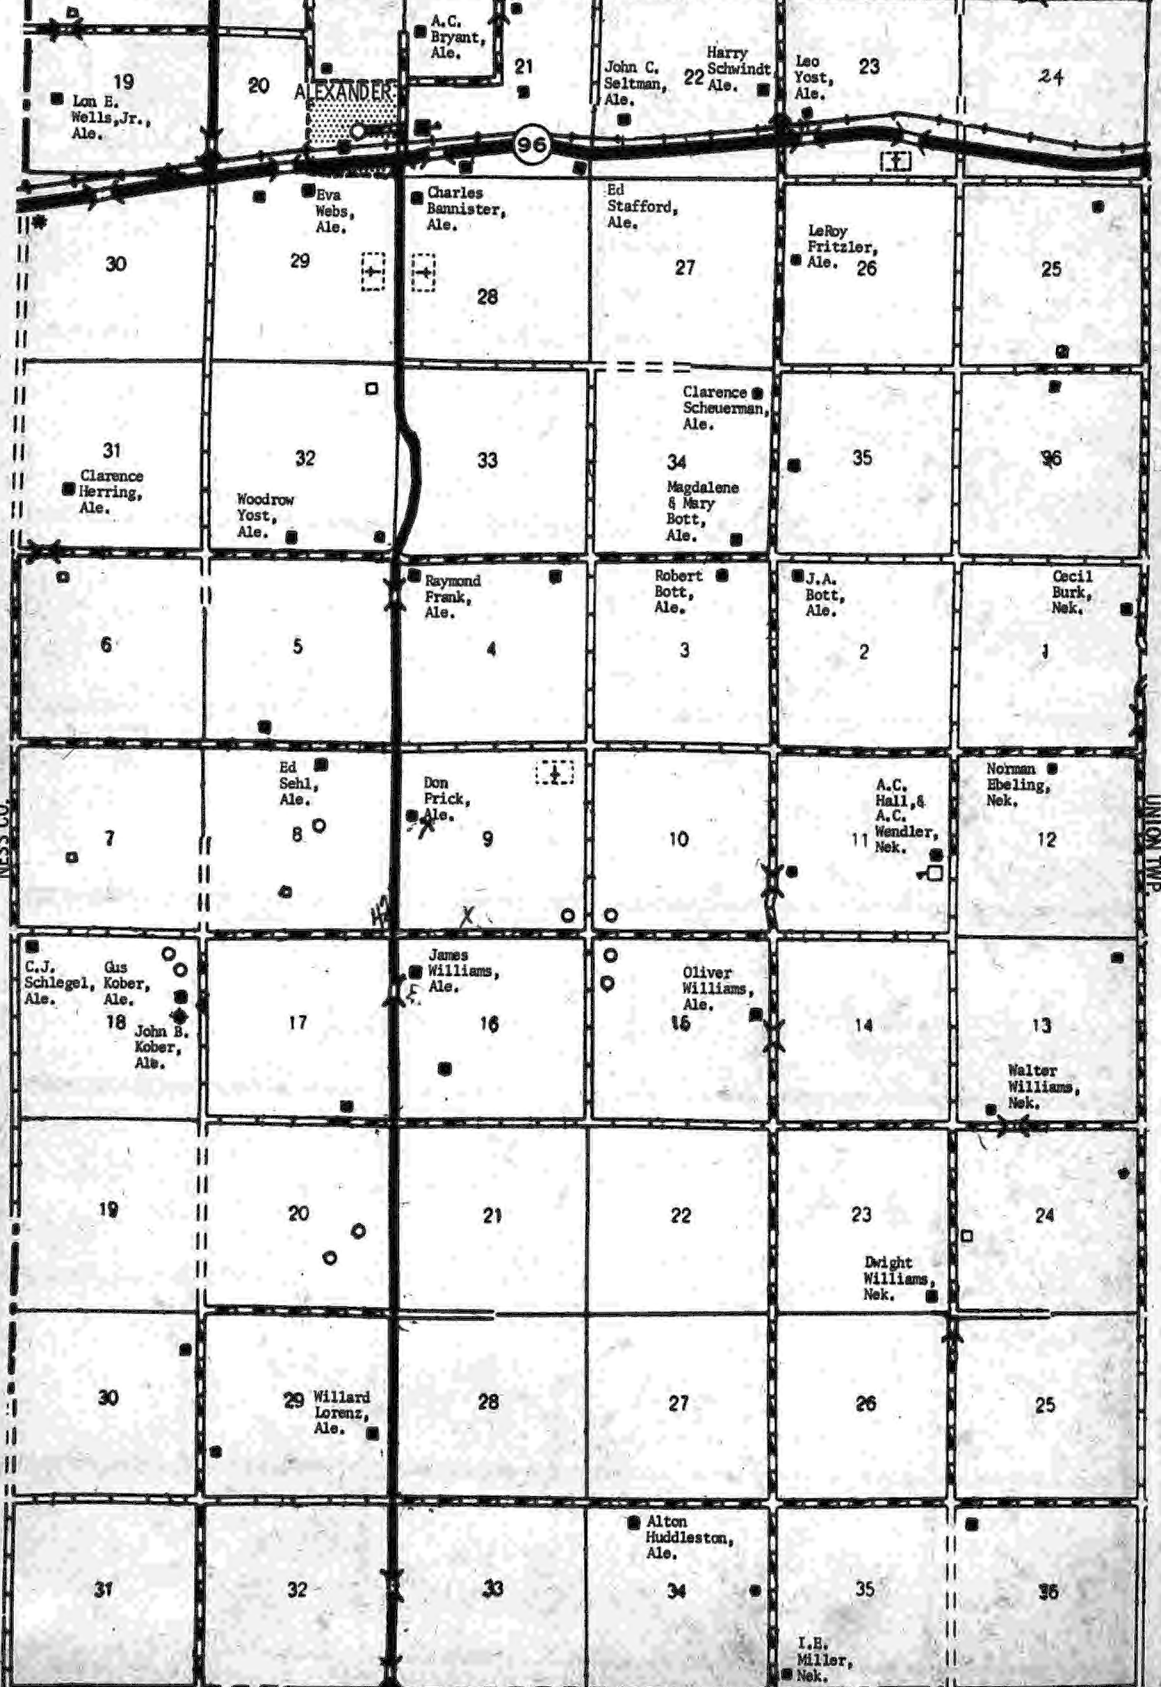 A.C.
Bryant,
Ale.
19
Lon E.
Wells,Jr.,
Ale.
20
ALEXANDER
21
John C.
Seltman,
Ale.
22
Harry
Schwindt
Ale.
Leo
Yost,
Ale.
23
24
96
30
29
Eva
Webs,
Ale.
Charles
Bannister,
Ale.
28
Ed
Stafford,
Ale.
27
LeRoy
Fritzler,
Ale.
26
25
31
Clarence
Herring,
Ale.
32
Woodrow
Yost,
Ale.
33
Clarence
Scheuerman,
Ale.
34
Magdalene
& Mary
Bott,
Ale.
35
36
6
5
Raymond
Frank,
Ale.
4
Robert
Bott,
Ale.
3
J.A.
Bott,
Ale.
2
Cecil
Burk,
Nek.
1
NESS CO.
7
Ed
Sehl,
Ale.
8
Don
Frick,
Ale.
9
X
10
A.C.
Hall,&
A.C.
Wendler,
Nek.
11
Norman
Ebeling,
Nek.
12
UNION TWP.
C.J.
Schlegel,
Ale.
Gus
Kober,
Ale.
18
John B.
Kober,
Ale.
17
James
Williams,
Ale.
16
Oliver
Williams,
Ale.
15
14
13
Walter
Williams,
Nek.
19
20
21
22
23
Dwight
Williams,
Nek.
24
30
29
Willard
Lorenz,
Ale.
28
27
26
25
31
32
33
Alton
Huddleston,
Ale.
34
35
I.E.
Miller,
Nek.
36